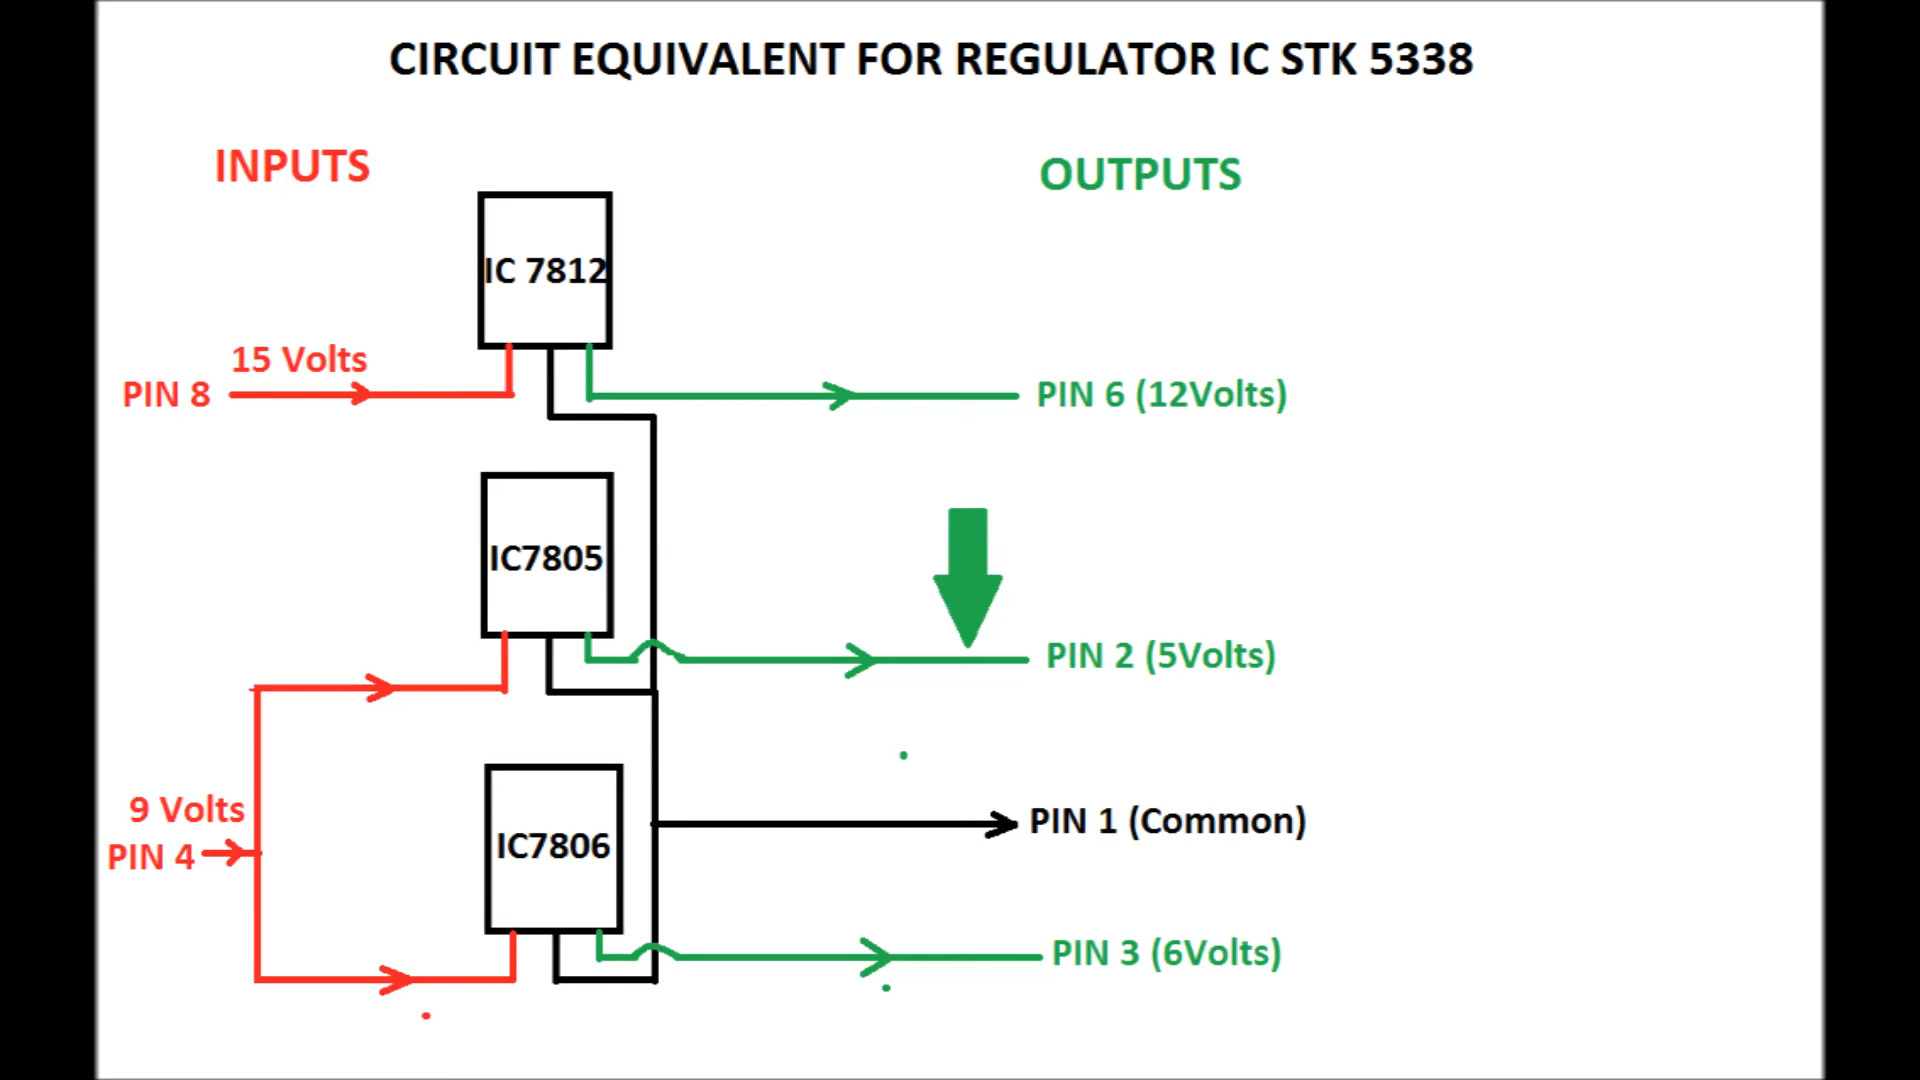 CIRCUIT EQUIVALENT FOR REGULATOR IC STK 5338
INPUTS
OUTPUTS
IC 7812
15 Volts
PIN 8
PIN 6 (12Volts)
IC7805
PIN 2 (5Volts)
9 Volts
PIN 4
IC7806
PIN 1 (Common)
PIN 3 (6Volts)